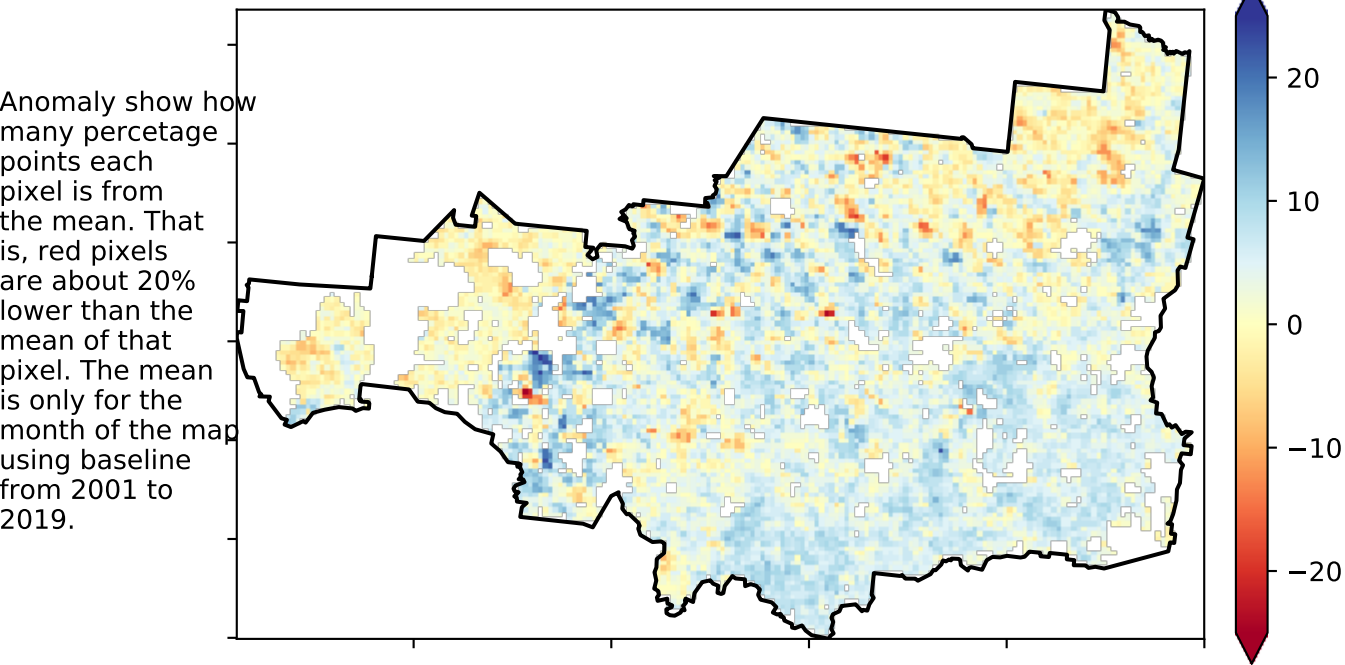 Anomaly show how
many percetage
points each
pixel is from
the mean. That
is, red pixels
are about 20%
lower than the
mean of that
pixel. The mean
is only for the
month of the map
using baseline
from 2001 to
2019.
20
10
0
−10
−20